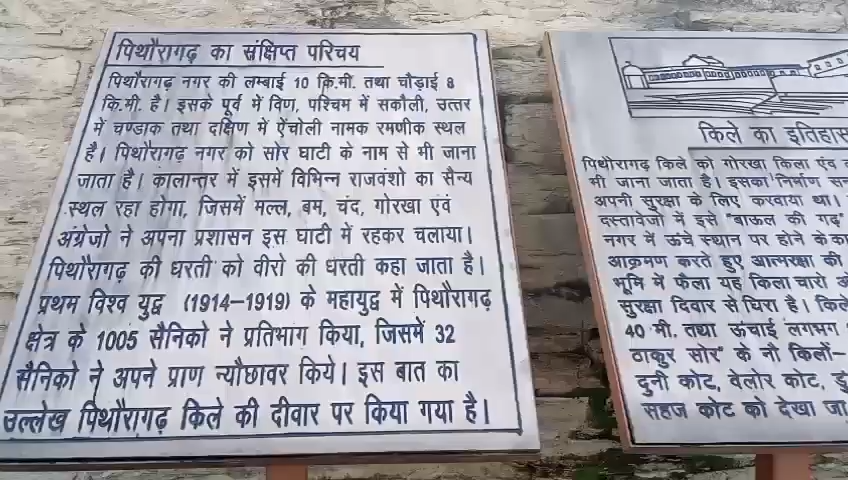 पिथौरागढ़ का संक्षिप्त परिचय
पिथौरागढ़ नगर की लम्बाई 10 कि.मी. तथा चौड़ाई 8
कि.मी. है। इसके पूर्व में विण, पश्चिम में सकौली, उत्तर
में चण्डाक तथा दक्षिण में ऐंचोली नामक रमणीक स्थल
है। पिथौरागढ़ नगर को सोर घाटी के नाम से भी जाना
जाता है। कालान्तर में इसमें विभिन्न राजवंशो का सैन्य
स्थल रहा होगा, जिसमें मल्ल, बम, चंद, गोरखा एंव
अंग्रेजो ने अपना प्रशासन इस घाटी में रहकर चलाया।
पिथौरागढ़ की धरती को वीरो की धरती कहा जाता है।
प्रथम विश्व युद्व (1914–1919) के महायुद्व में पिथौरागढ़
क्षेत्र के 1005 सैनिको ने प्रतिभाग किया, जिसमें 32
सैनिको ने अपने प्राण न्यौछावर किये। इस बात का
उल्लेख पिथौरागढ़ किले की दीवार पर किया गया है।
किले का इतिहास
पिथौरागढ़ किले को गोरखा किला एंव
भी जाना जाता है। इसका निर्माण
अपनी सुरक्षा के लिए करवाया था।
दस्तावेजो में इसे "बाऊल की गढ़"
नगर में ऊंचे स्थान पर होने के
आक्रमण करते हुए आत्मरक्षा की
भूमि में फैला यह किला चारो
सुरक्षा दिवार से घिरा है।
40 मी. तथा ऊंचाई लगभग
ठाकुर सोर" के नौ किलों–
दुनी कोट, वेलोर कोट,
सहज कोट को देखा जा